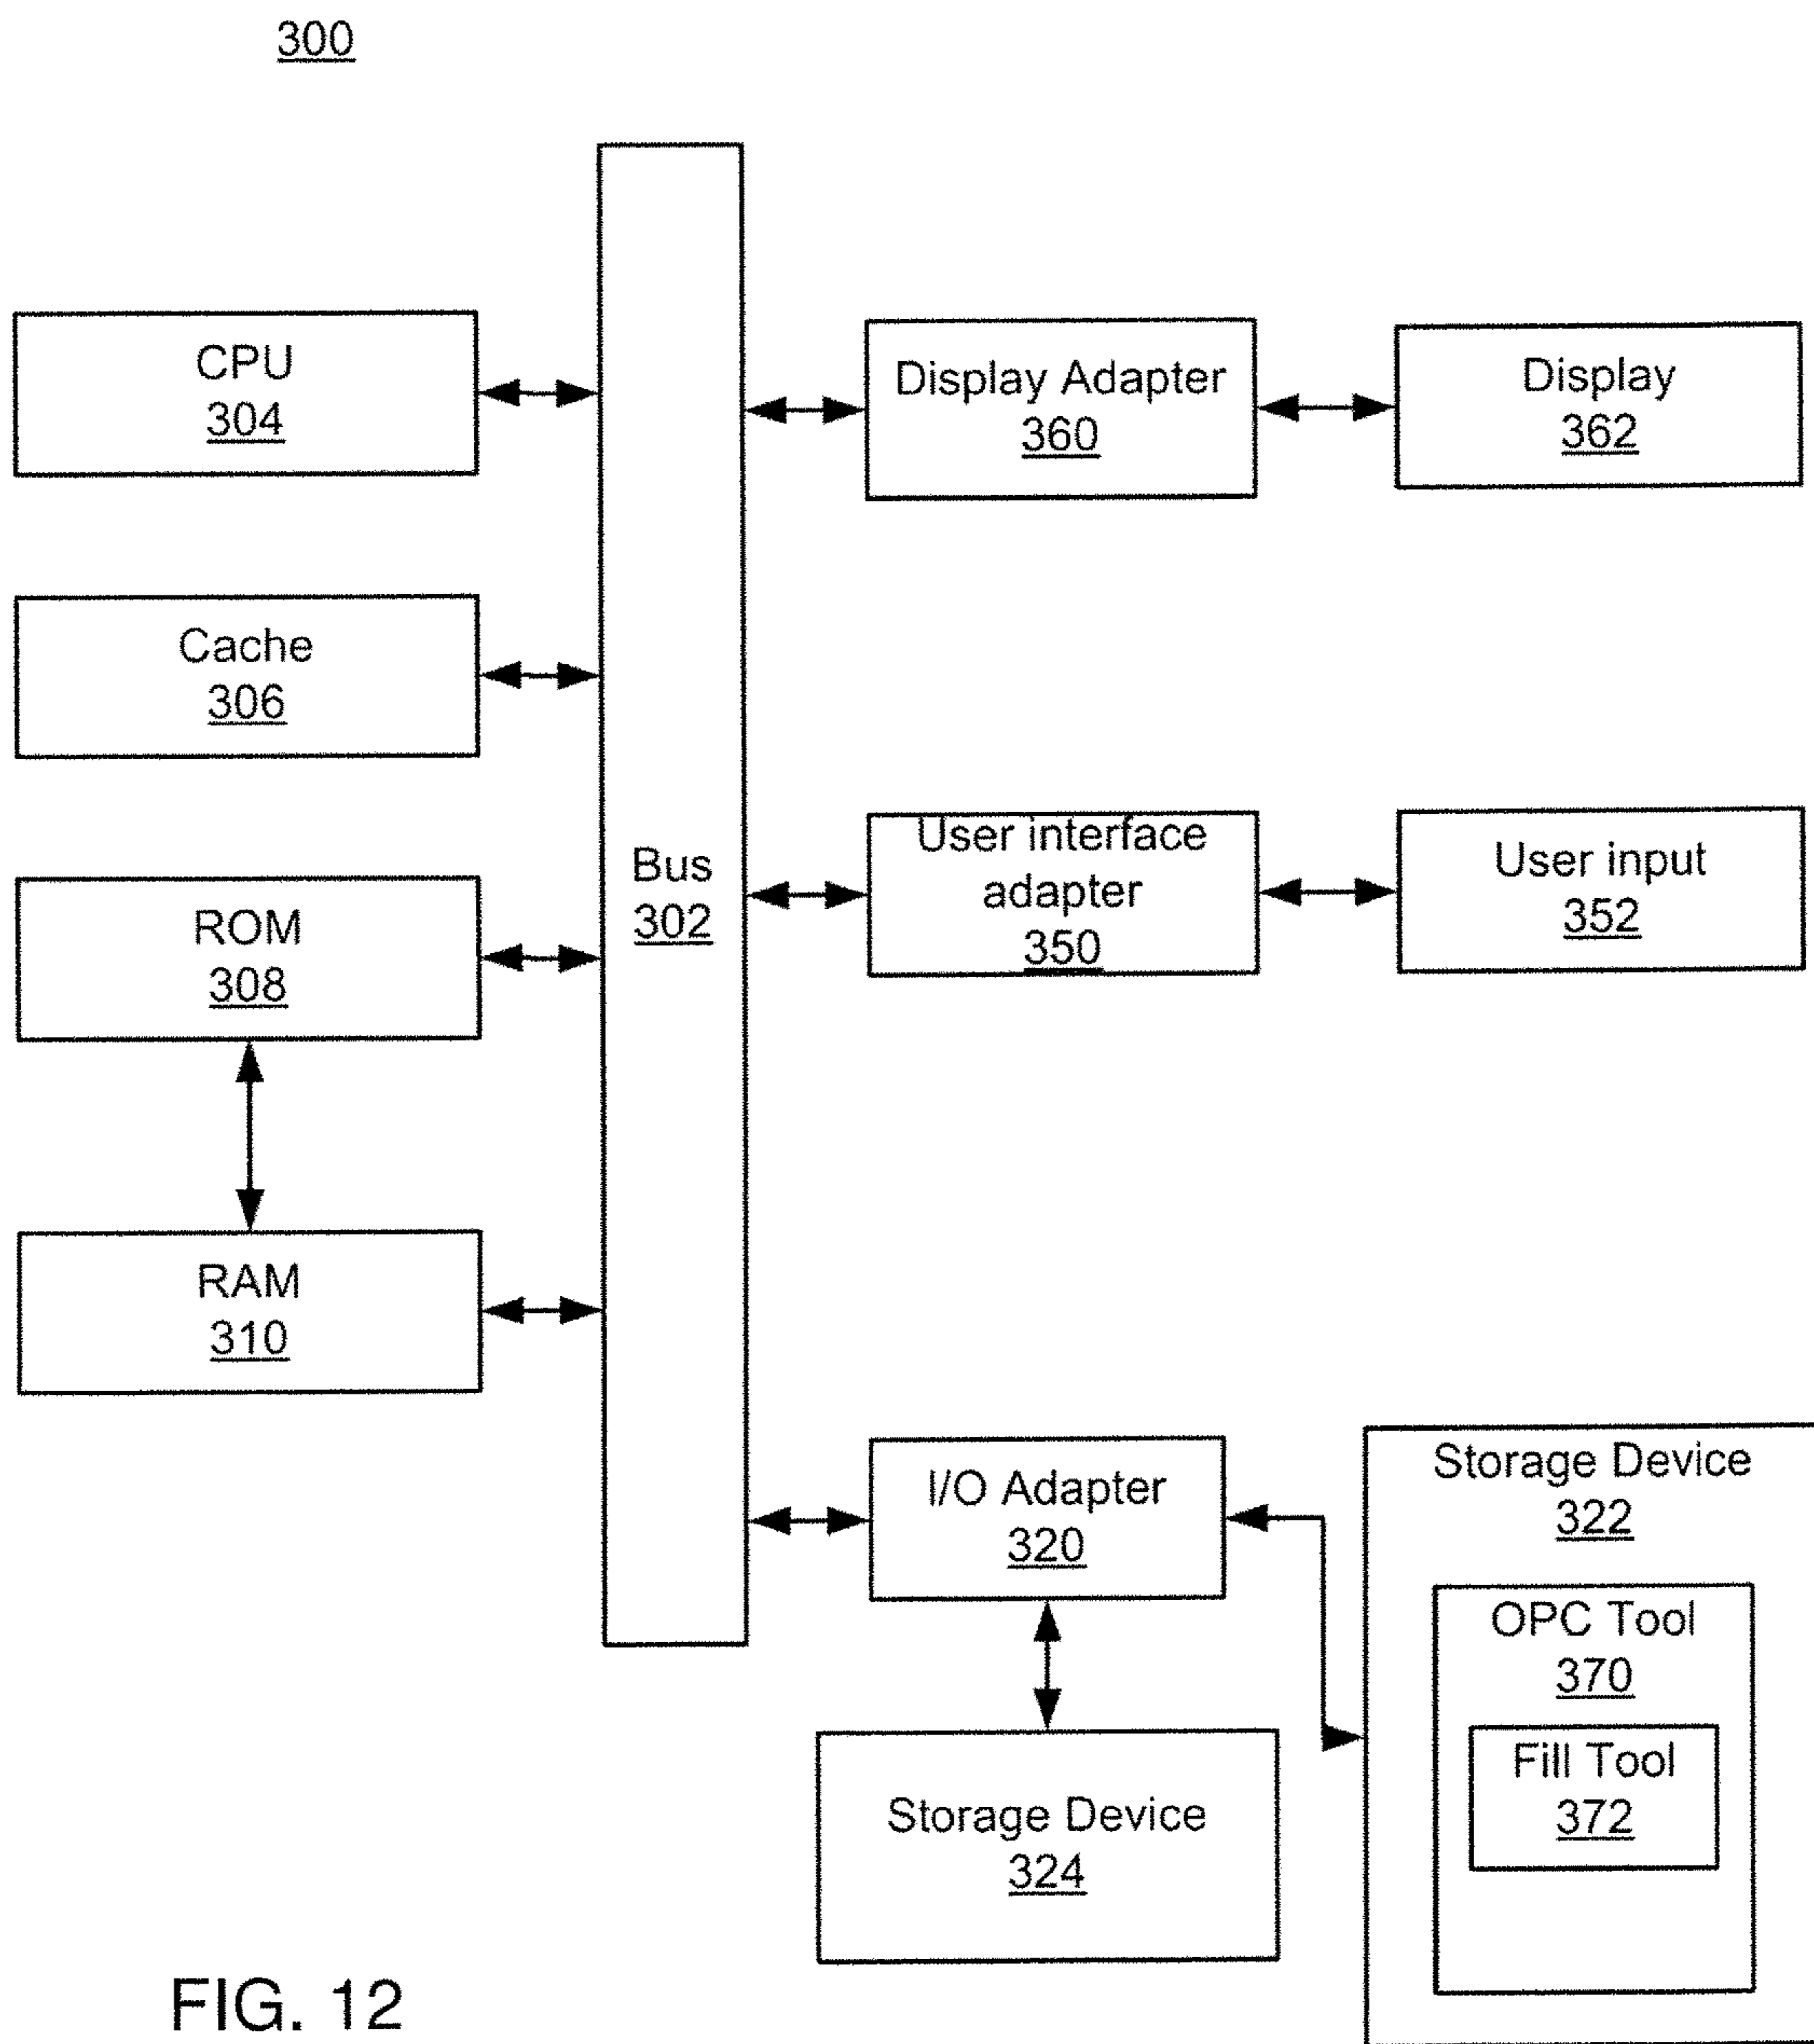 300
CPU
304
Cache
306
ROM
308
RAM
310
Bus
302
Display Adapter
360
Display
362
User interface
adapter
350
User input
352
I/O Adapter
320
Storage Device
324
Storage Device
322
OPC Tool
370
Fill Tool
372
FIG. 12